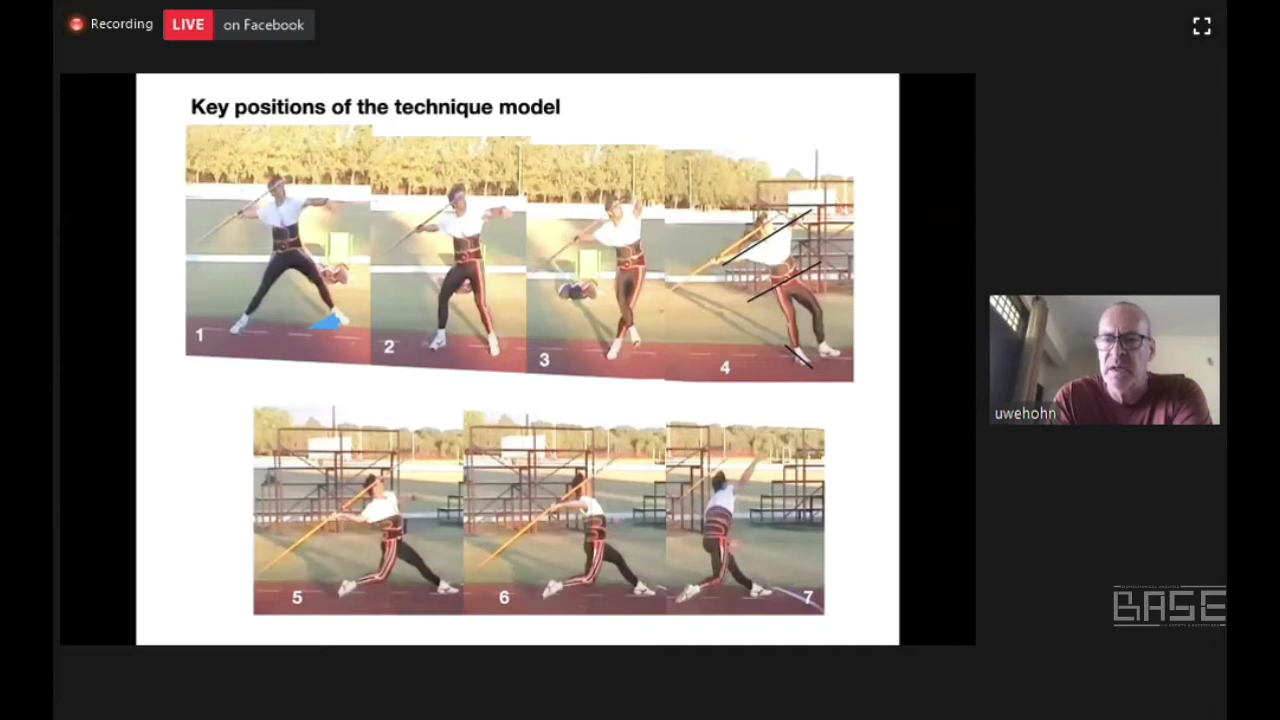 Recording
LIVE
on Facebook
Key positions of the technique model
1
2
3
4
uwehohn
BASE
5
6
7